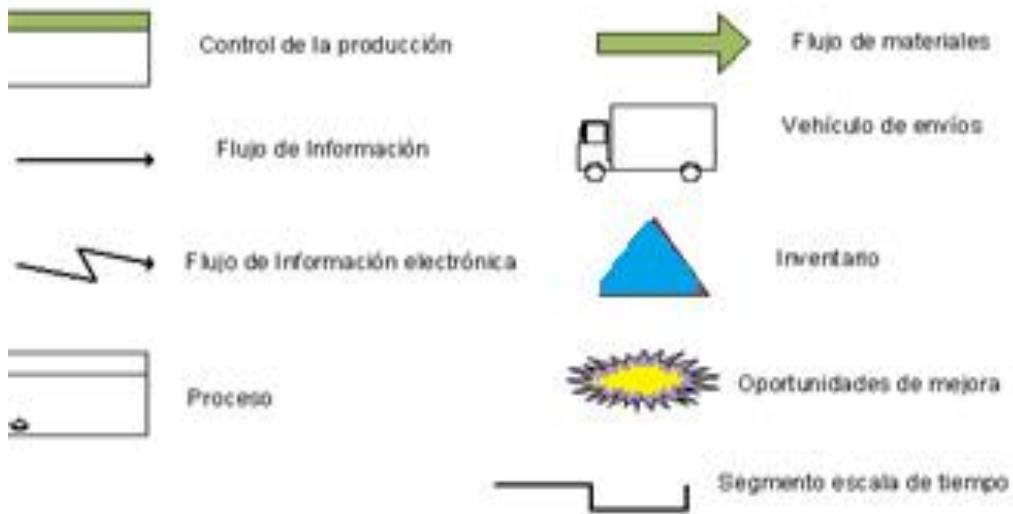 Control de la producción
Flujo de materiales
Flujo de Información
Vehículo de envíos
Flujo de Información electrónica
Inventario
Proceso
Oportunidades de mejora
Segmento escala de tiempo